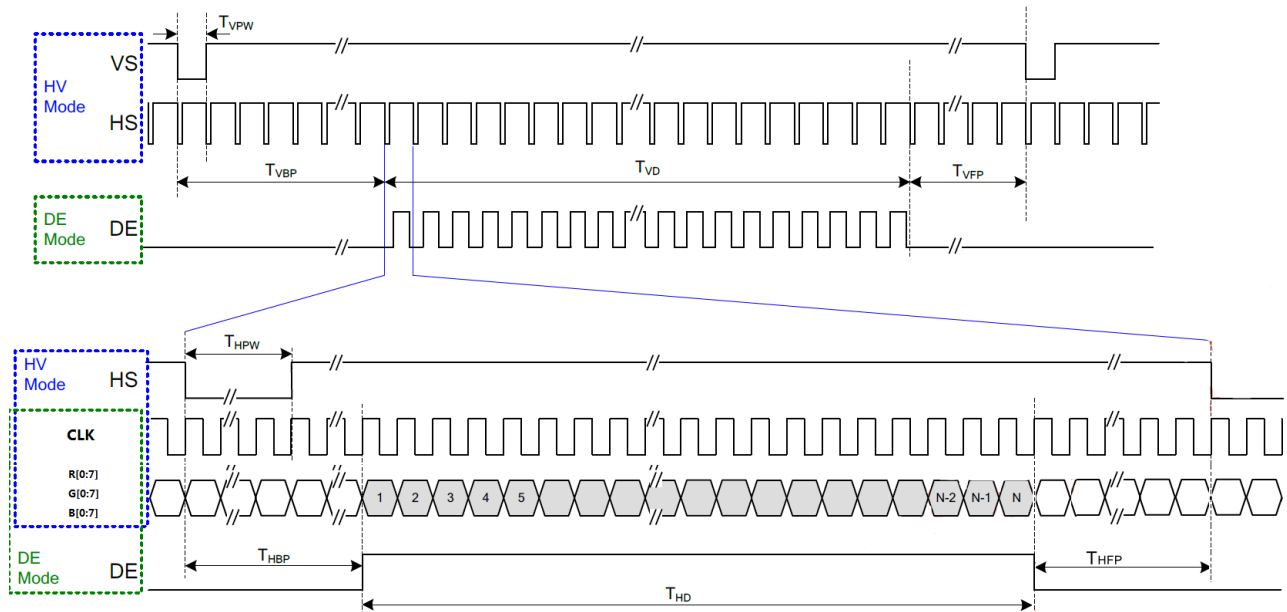 TVPW
VS
HV
Mode
HS
TVBP
TVD
TVFP
DE
Mode
DE
THPW
HV
Mode
HS
CLK
R[0:7]
G[0:7]
B[0:7]
1 2 3 4 5 N-2 N-1 N
THBP
THFP
DE
Mode
DE
THD